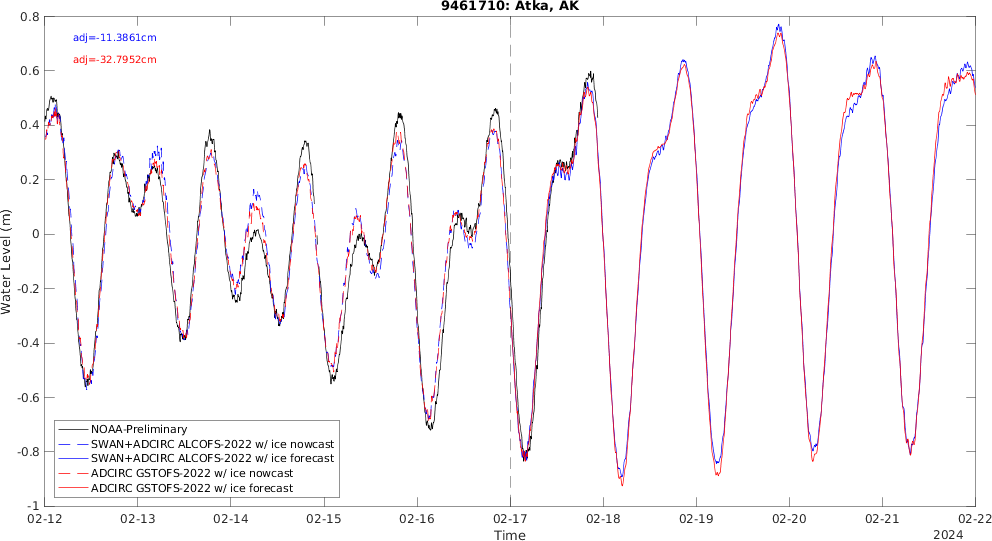 9461710: Atka, AK
adj=-11.3861cm
adj=-32.7952cm
Water Level (m)
0.8
0.6
0.4
0.2
0
-0.2
-0.4
-0.6
-0.8
-1
NOAA-Preliminary
SWAN+ADCIRC ALCOFS-2022 w/ ice nowcast
SWAN+ADCIRC ALCOFS-2022 w/ ice forecast
ADCIRC GSTOFS-2022 w/ ice nowcast
ADCIRC GSTOFS-2022 w/ ice forecast
02-12 02-13 02-14 02-15 02-16 02-17 02-18 02-19 02-20 02-21 02-22
Time
2024